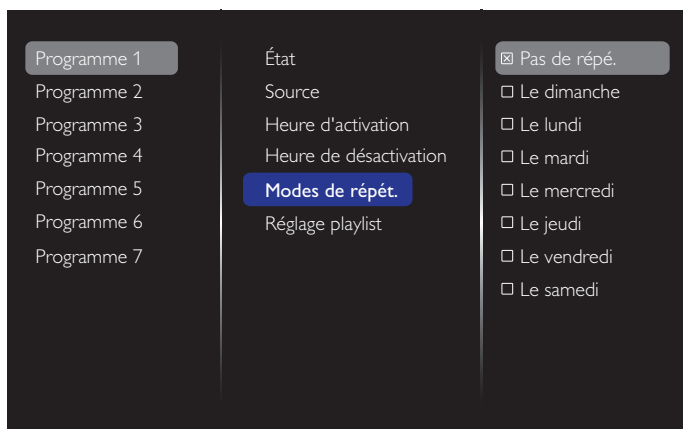 Programme 1
Programme 2
Programme 3
Programme 4
Programme 5
Programme 6
Programme 7
État
Source
Heure d'activation
Heure de désactivation
Modes de répét.
Réglage playlist
☒ Pas de répé.
☐ Le dimanche
☐ Le lundi
☐ Le mardi
☐ Le mercredi
☐ Le jeudi
☐ Le vendredi
☐ Le samedi